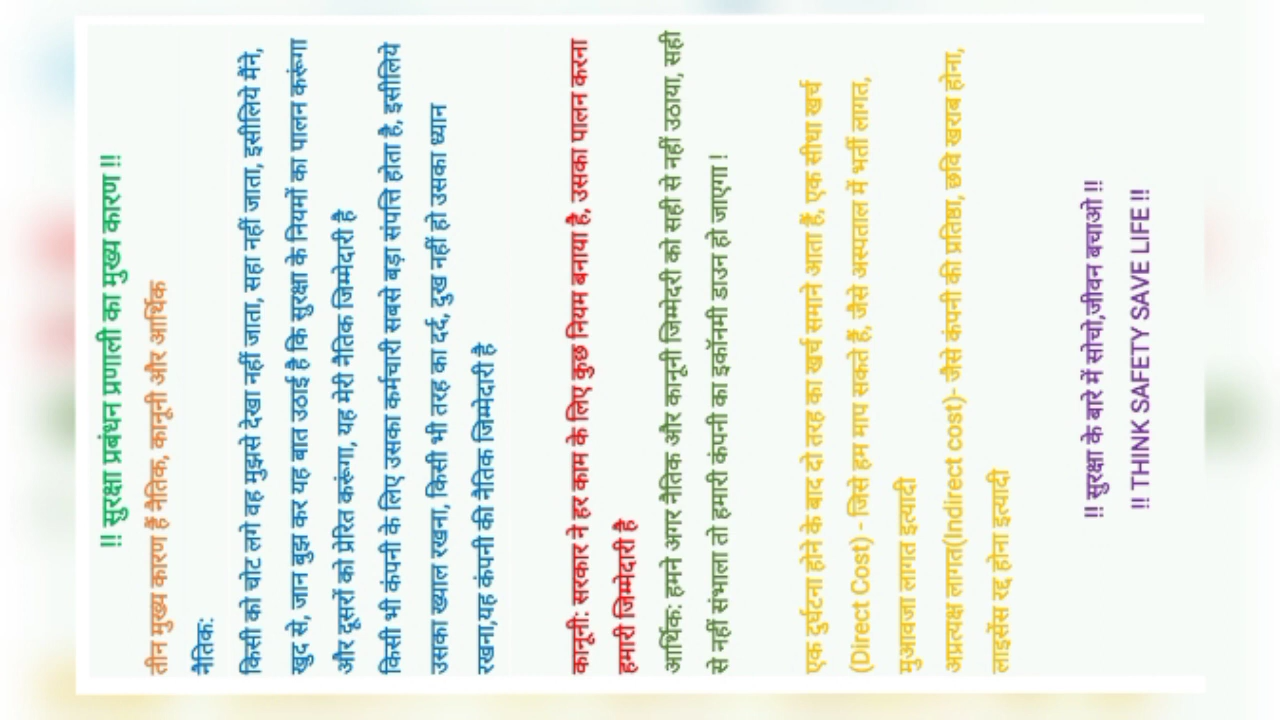 !! सुरक्षा प्रबंधन प्रणाली का मुख्य कारण !!
तीन मुख्य कारण हैं नैतिक, कानूनी और आर्थिक
नैतिक:
किसी को चोट लगे वह मुझसे देखा नहीं जाता, सहा नहीं जाता, इसीलिये मैंने,
खुद से, जान बुझ कर यह बात उठाई है कि सुरक्षा के नियमों का पालन करूंगा
और दूसरों को प्रेरित करूंगा, यह मेरी नैतिक जिम्मेदारी है
किसी भी कंपनी के लिए उसका कर्मचारी सबसे बड़ा संपत्ति होता है, इसीलिये
उसका ख्याल रखना, किसी भी तरह का दर्द, दुख नहीं हो उसका ध्यान
रखना,यह कंपनी की नैतिक जिम्मेदारी है
कानूनी: सरकार ने हर काम के लिए कुछ नियम बनाया है, उसका पालन करना
हमारी जिम्मेदारी है
आर्थिक: हमने अगर नैतिक और कानूनी जिम्मेदरी को सही से नहीं उठाया, सही
से नहीं संभाला तो हमारी कंपनी का इकॉनमी डाउन हो जाएगा !
एक दुर्घटना होने के बाद दो तरह का खर्च समाने आता हैं, एक सीधा खर्च
(Direct Cost) - जिसे हम माप सकते हैं, जैसे अस्पताल में भर्ती लागत,
मुआवजा लागत इत्यादी
अप्रत्यक्ष लागत(Indirect cost)- जैसे कंपनी की प्रतिष्ठा, छवि खराब होना,
लाइसेंस रद्द होना इत्यादी
!! सुरक्षा के बारे में सोचो,जीवन बचाओ !!
!! THINK SAFETY SAVE LIFE !!